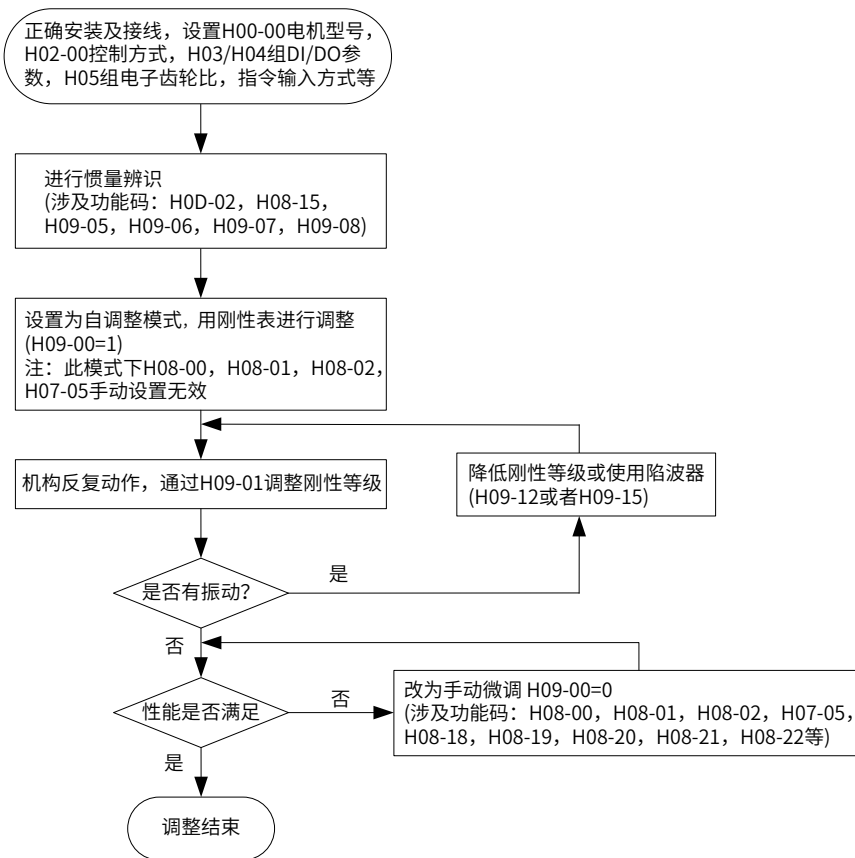 正确安装及接线，设置H00-00电机型号，
H02-00控制方式，H03/H04组DI/DO参
数，H05组电子齿轮比，指令输入方式等
进行惯量辨识
(涉及功能码：H0D-02，H08-15，
H09-05，H09-06，H09-07，H09-08)
设置为自调整模式，用刚性表进行调整
(H09-00=1)
注：此模式下H08-00，H08-01，H08-02，
H07-05手动设置无效
机构反复动作，通过H09-01调整刚性等级
降低刚性等级或使用陷波器
(H09-12或者H09-15)
是否有振动？
是
否
性能是否满足
否
改为手动微调 H09-00=0
(涉及功能码：H08-00，H08-01，H08-02，H07-05，
H08-18，H08-19，H08-20，H08-21，H08-22等)
是
调整结束